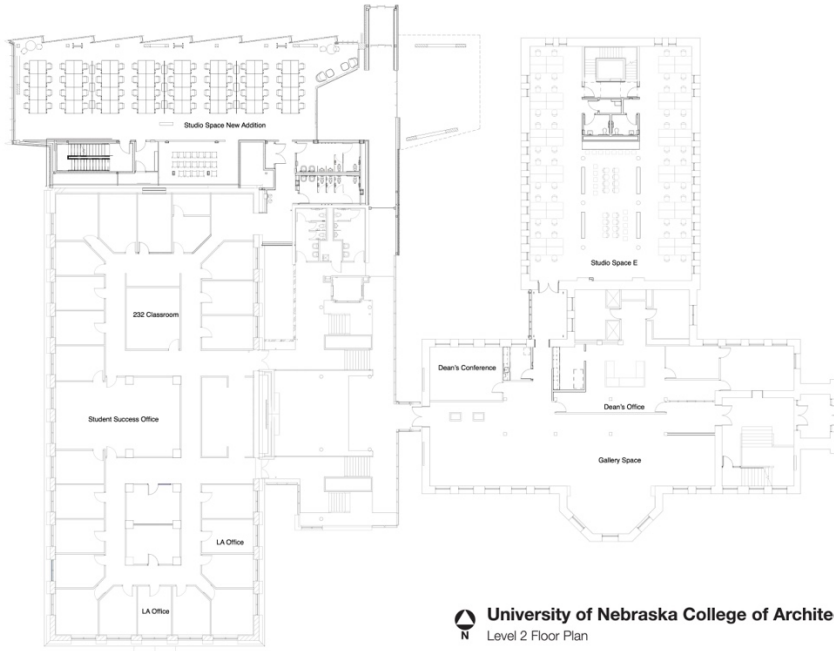 Studio Space New Addition
Studio Space E
232 Classroom
Dean's Conference
Student Success Office
Dean's Office
Gallery Space
LA Office
LA Office
N
University of Nebraska College of Archite
Level 2 Floor Plan